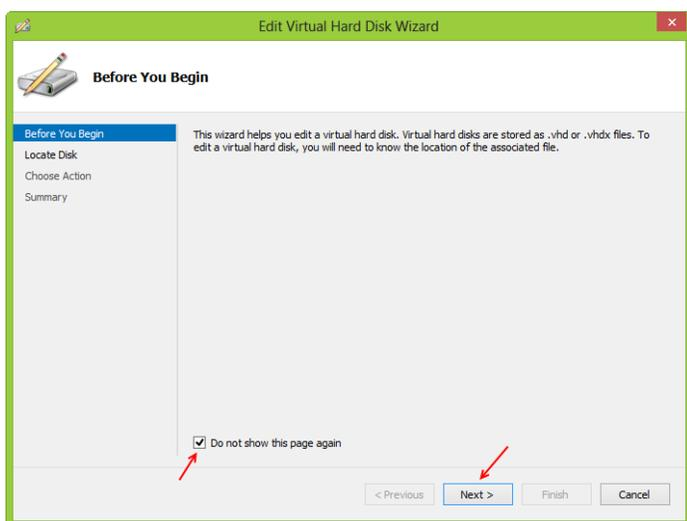 Edit Virtual Hard Disk Wizard
Before You Begin
Before You Begin
Locate Disk
Choose Action
Summary
This wizard helps you edit a virtual hard disk. Virtual hard disks are stored as .vhd or .vhdx files. To
edit a virtual hard disk, you will need to know the location of the associated file.
Do not show this page again
< Previous
Next >
Finish
Cancel